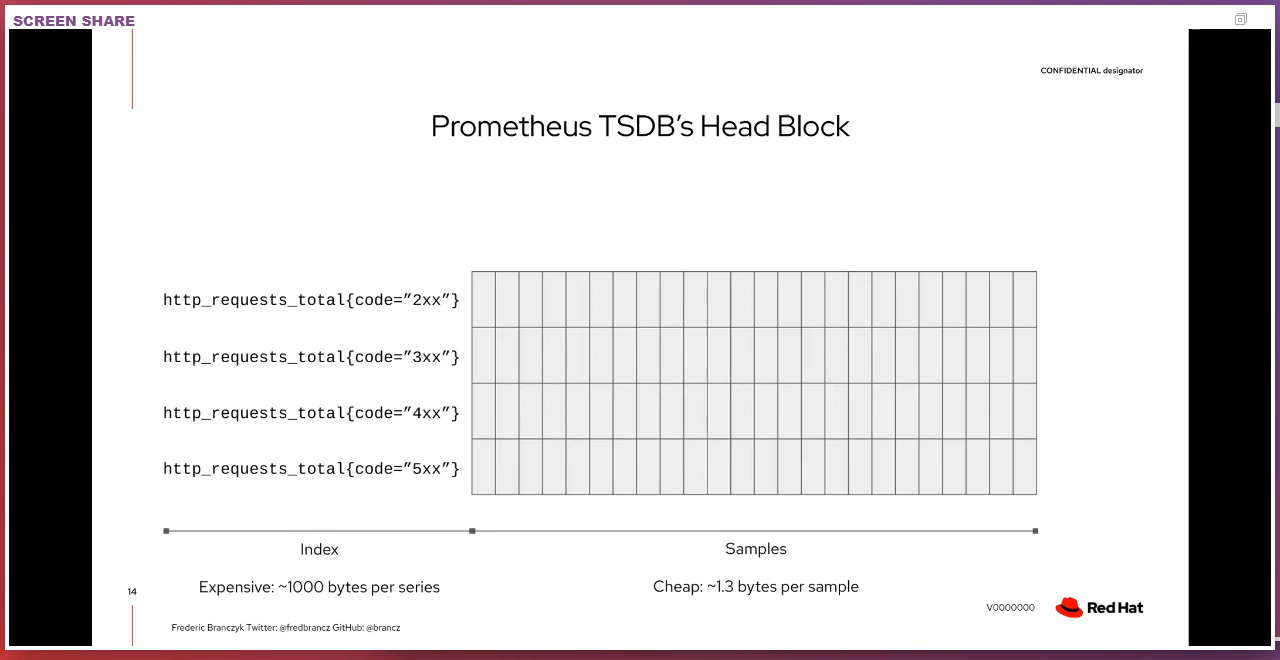 SCREEN SHARE
CONFIDENTIAL designator
Prometheus TSDB's Head Block
http_requests_total{code=”2xx”}
http_requests_total{code=”3xx”}
http_requests_total{code=”4xx”}
http_requests_total{code=”5xx”}
Index
Samples
Expensive: ~1000 bytes per series
Cheap: ~1.3 bytes per sample
14
V0000000
Red Hat
Frederic Branczyk Twitter: @fredbrancz GitHub: @brancz